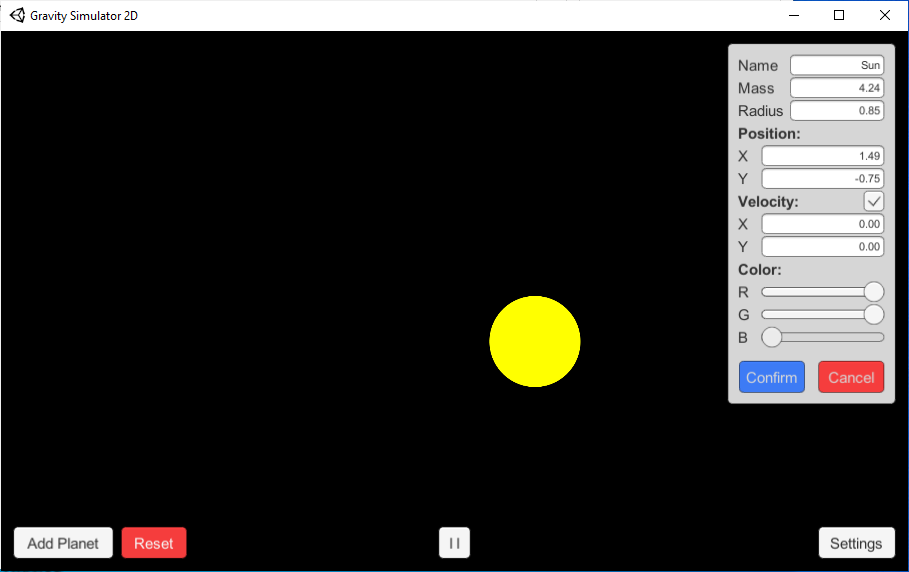 Gravity Simulator 2D
Name Sun
Mass 4.24
Radius 0.85
Position:
X 1.49
Y -0.75
Velocity:
X 0.00
Y 0.00
Color:
R
G
B
Confirm Cancel
Add Planet Reset Settings